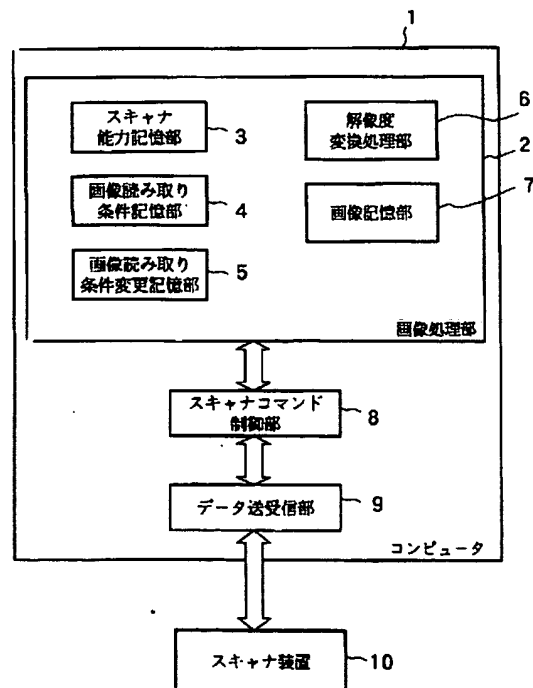 1
スキャナ
能力記憶部
3
解像度
変換処理部
6
2
画像読み取り
条件記憶部
4
画像記憶部
7
画像読み取り
条件変更記憶部
5
画像処理部
スキャナコマンド
制御部
8
データ送受信部
9
コンピュータ
スキャナ装置
10